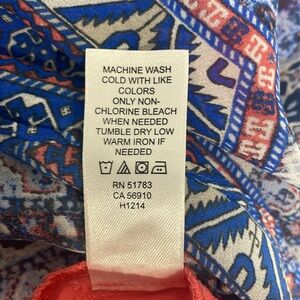 MACHINE WASH
COLD WITH LIKE
COLORS
ONLY NON-
CHLORINE BLEACH
WHEN NEEDED
TUMBLE DRY LOW
WARM IRON IF
NEEDED
RN 51783
CA 56910
H1214